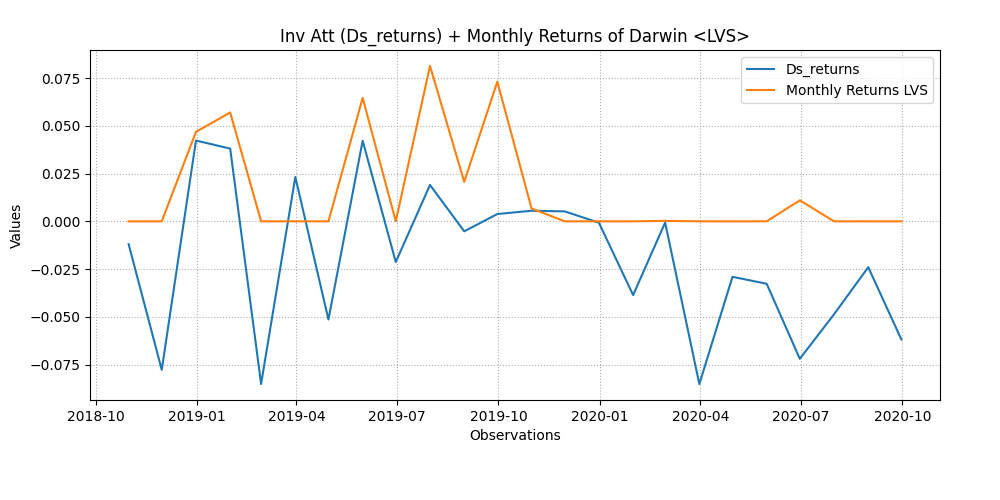 Inv Att (Ds_returns) + Monthly Returns of Darwin <LVS>
Ds_returns
Monthly Returns LVS
Values
0.075
0.050
0.025
0.000
−0.025
−0.050
−0.075
2018-10 2019-01 2019-04 2019-07 2019-10 2020-01 2020-04 2020-07 2020-10
Observations